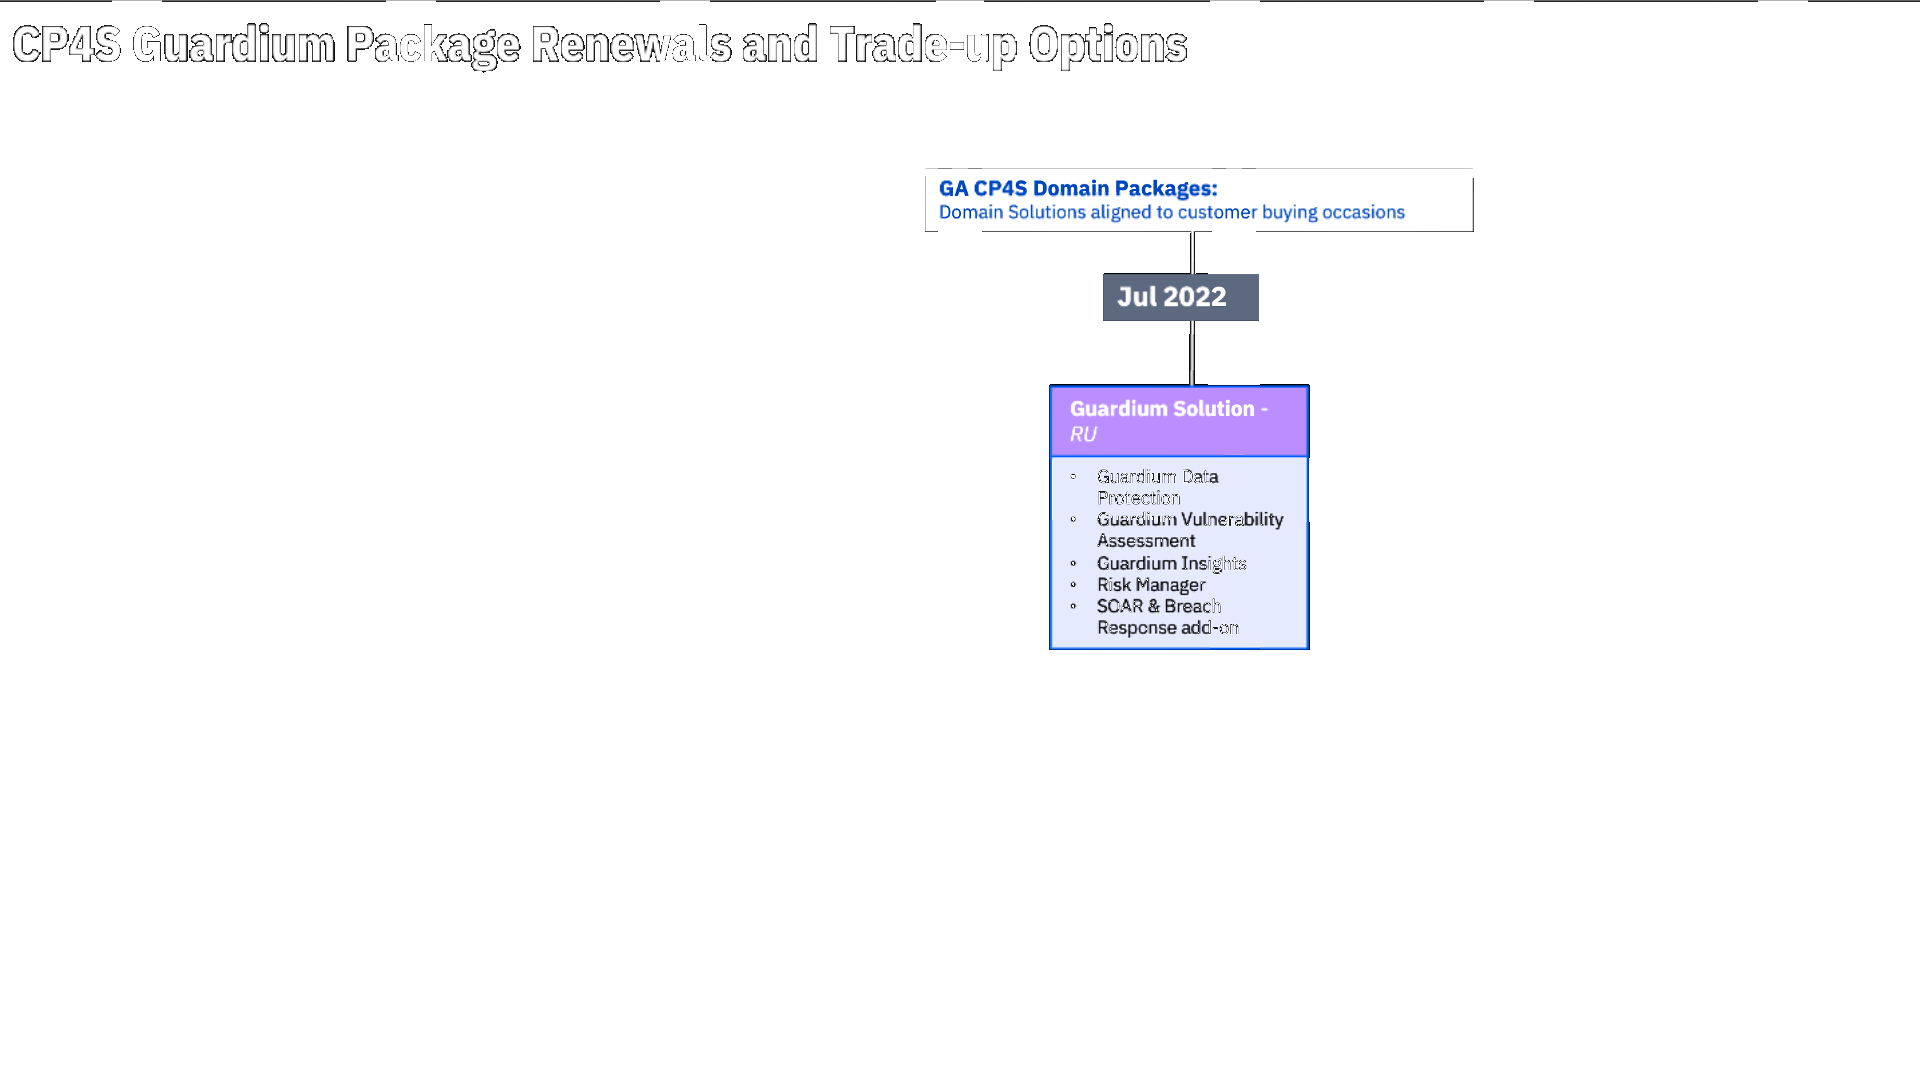 CP4S Guardium Package Renewals and Trade-up Options
GA CP4S Domain Packages:
Domain Solutions aligned to customer buying occasions
Jul 2022
Guardium Solution -
RU
• Guardium Data
Protection
• Guardium Vulnerability
Assessment
• Guardium Insights
• Risk Manager
• SOAR & Breach
Response add-on